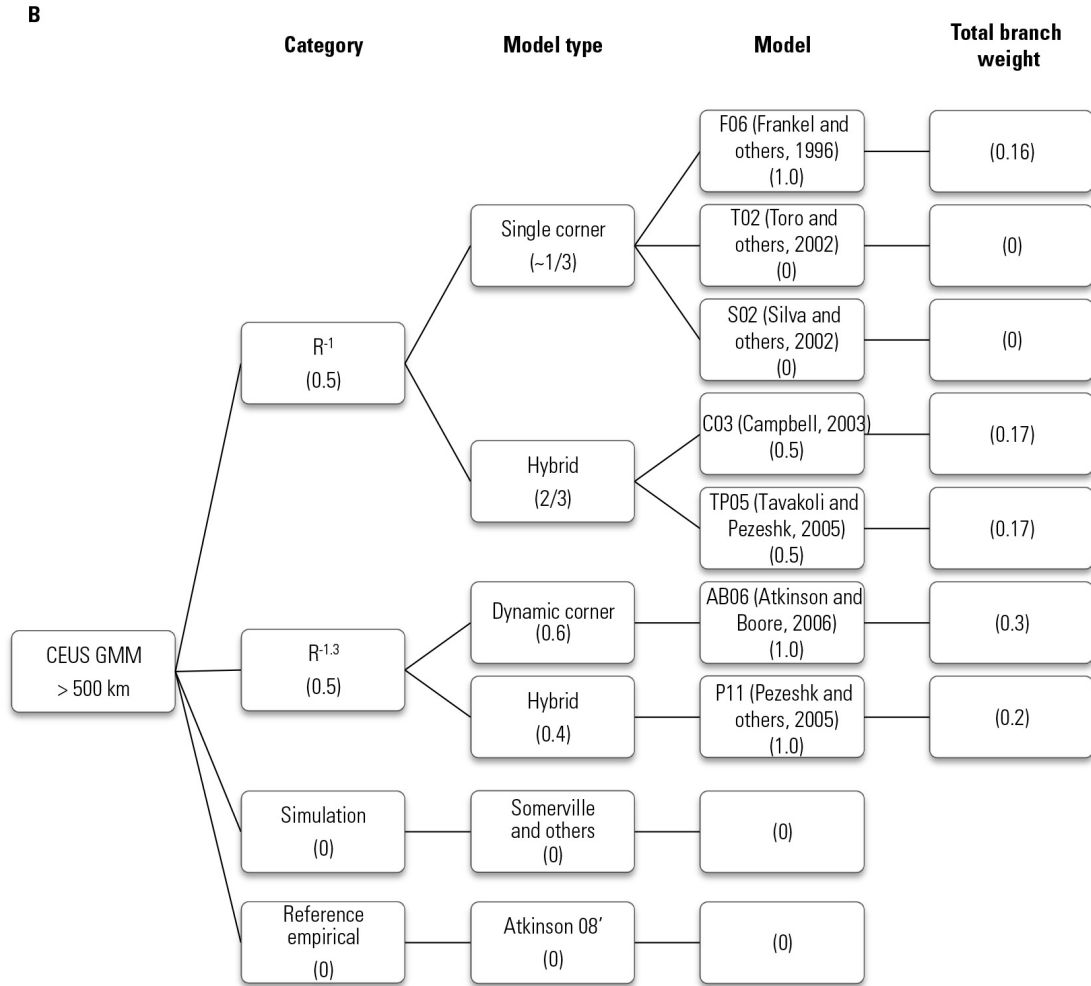 B
Category
Model type
Model
Total branch
weight
F06 (Frankel and
others, 1996)
(1.0)
(0.16)
Single corner
(~1/3)
T02 (Toro and
others, 2002)
(0)
(0)
S02 (Silva and
others, 2002)
(0)
(0)
R-1
(0.5)
C03 (Campbell, 2003)
(0.5)
(0.17)
Hybrid
(2/3)
TP05 (Tavakoli and
Pezeshk, 2005)
(0.5)
(0.17)
CEUS GMM
> 500 km
R-1.3
(0.5)
Dynamic corner
(0.6)
AB06 (Atkinson and
Boore, 2006)
(1.0)
(0.3)
Hybrid
(0.4)
P11 (Pezeshk and
others, 2005)
(1.0)
(0.2)
Simulation
(0)
Somerville
and others
(0)
(0)
Reference
empirical
(0)
Atkinson 08’
(0)
(0)